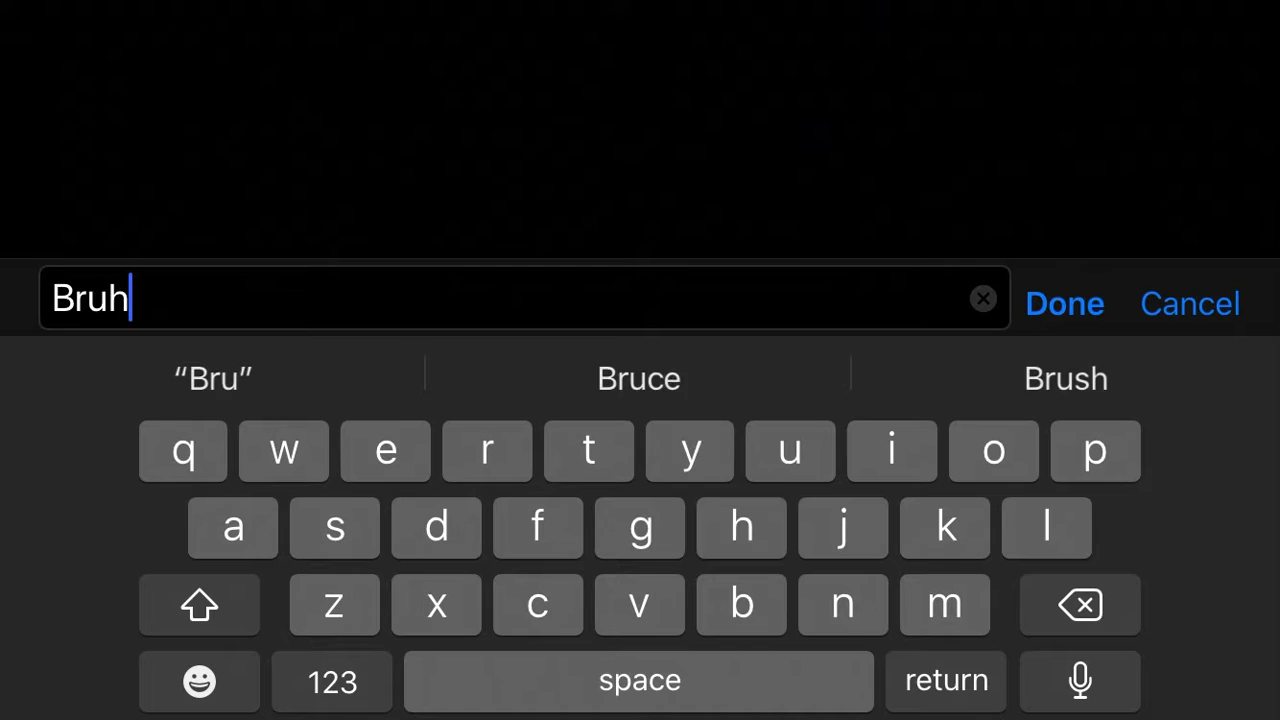 Bruh
Done Cancel
“Bru” Bruce Brush
q w e r t y u i o p
a s d f g h j k l
z x c v b n m
123 space return